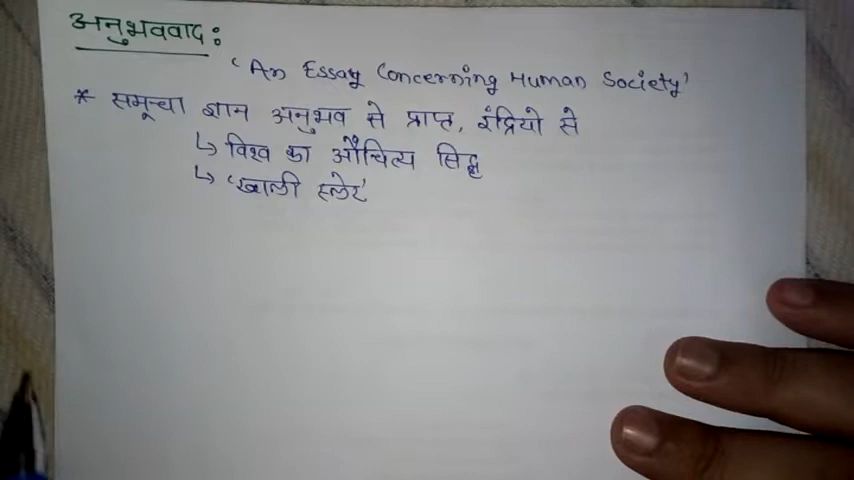 अनुभववाद:
'An Essay Concerning Human Society'
* समूचा ज्ञान अनुभव से प्राप्त, इंद्रियो से
↳ विश्व का औचित्य सिद्ध
↳ 'खाली स्लेट'